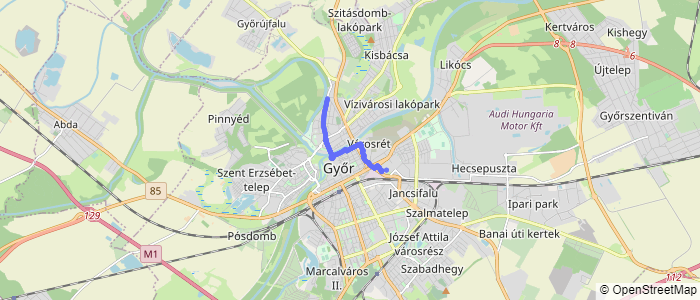 Szitásdomb-
lakópark
Győrújfalu
Kertváros
Kishegy
8 - 8
Kisbácsa
Likócs
Újtelep
Vízivárosi lakópark
Audi Hungaria
Motor Kft
Győrszentiván
Pinnyéd
Abda
Városrét
Győr
Hecsepuszta
Szent Erzsébet-
telep
85
Jancsifalu
Ipari park
129
Szalmatelep
Pósdomb
József Attila
városrész
Banai úti kertek
M1
Marcalváros
II.
Szabadhegy
112
© OpenStreetMap